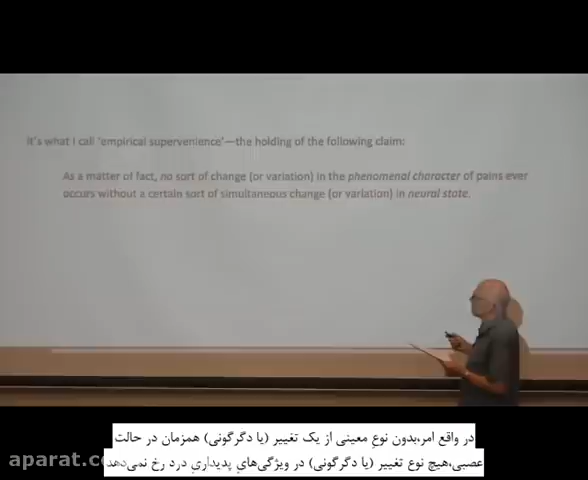 It's what I call 'empirical supervenience'—the holding of the following claim:
As a matter of fact, no sort of change (or variation) in the phenomenal character of pains ever
occurs without a certain sort of simultaneous change (or variation) in neural state.
در واقع امر،بدون نوعِ معینی از یک تغییر (یا دگرگونی) همزمان در حالت
عصبی،هیچ نوع تغییر (یا دگرگونی) در ویژگی‌هایِ پدیداریِ درد رخ نمی‌دهد
aparat.c